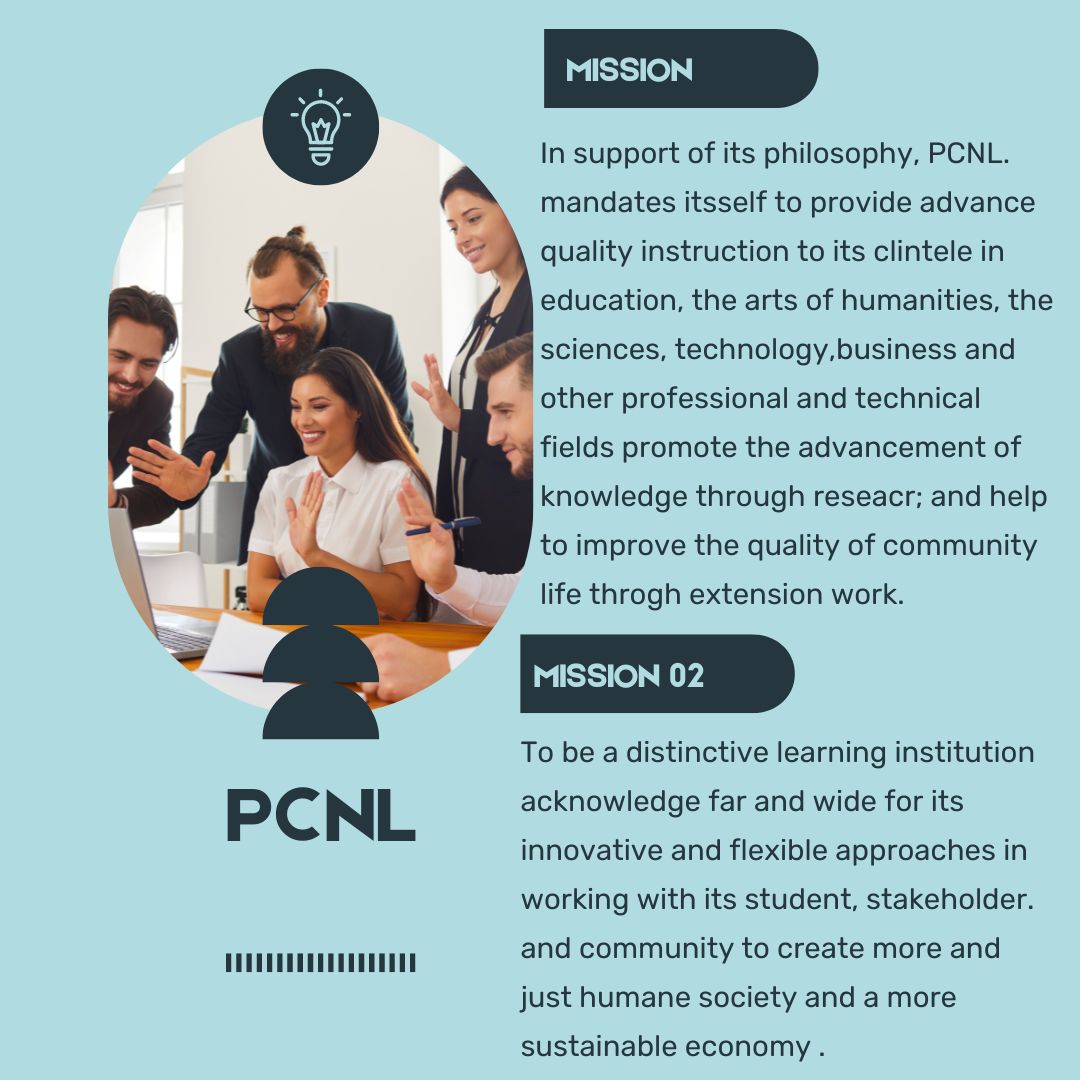 MISSION
In support of its philosophy, PCNL.
mandates itsself to provide advance
quality instruction to its clintele in
education, the arts of humanities, the
sciences, technology,business and
other professional and technical
fields promote the advancement of
knowledge through reseacr; and help
to improve the quality of community
life throgh extension work.
MISSION 02
To be a distinctive learning institution
acknowledge far and wide for its
innovative and flexible approaches in
working with its student, stakeholder.
and community to create more and
just humane society and a more
sustainable economy .
PCNL